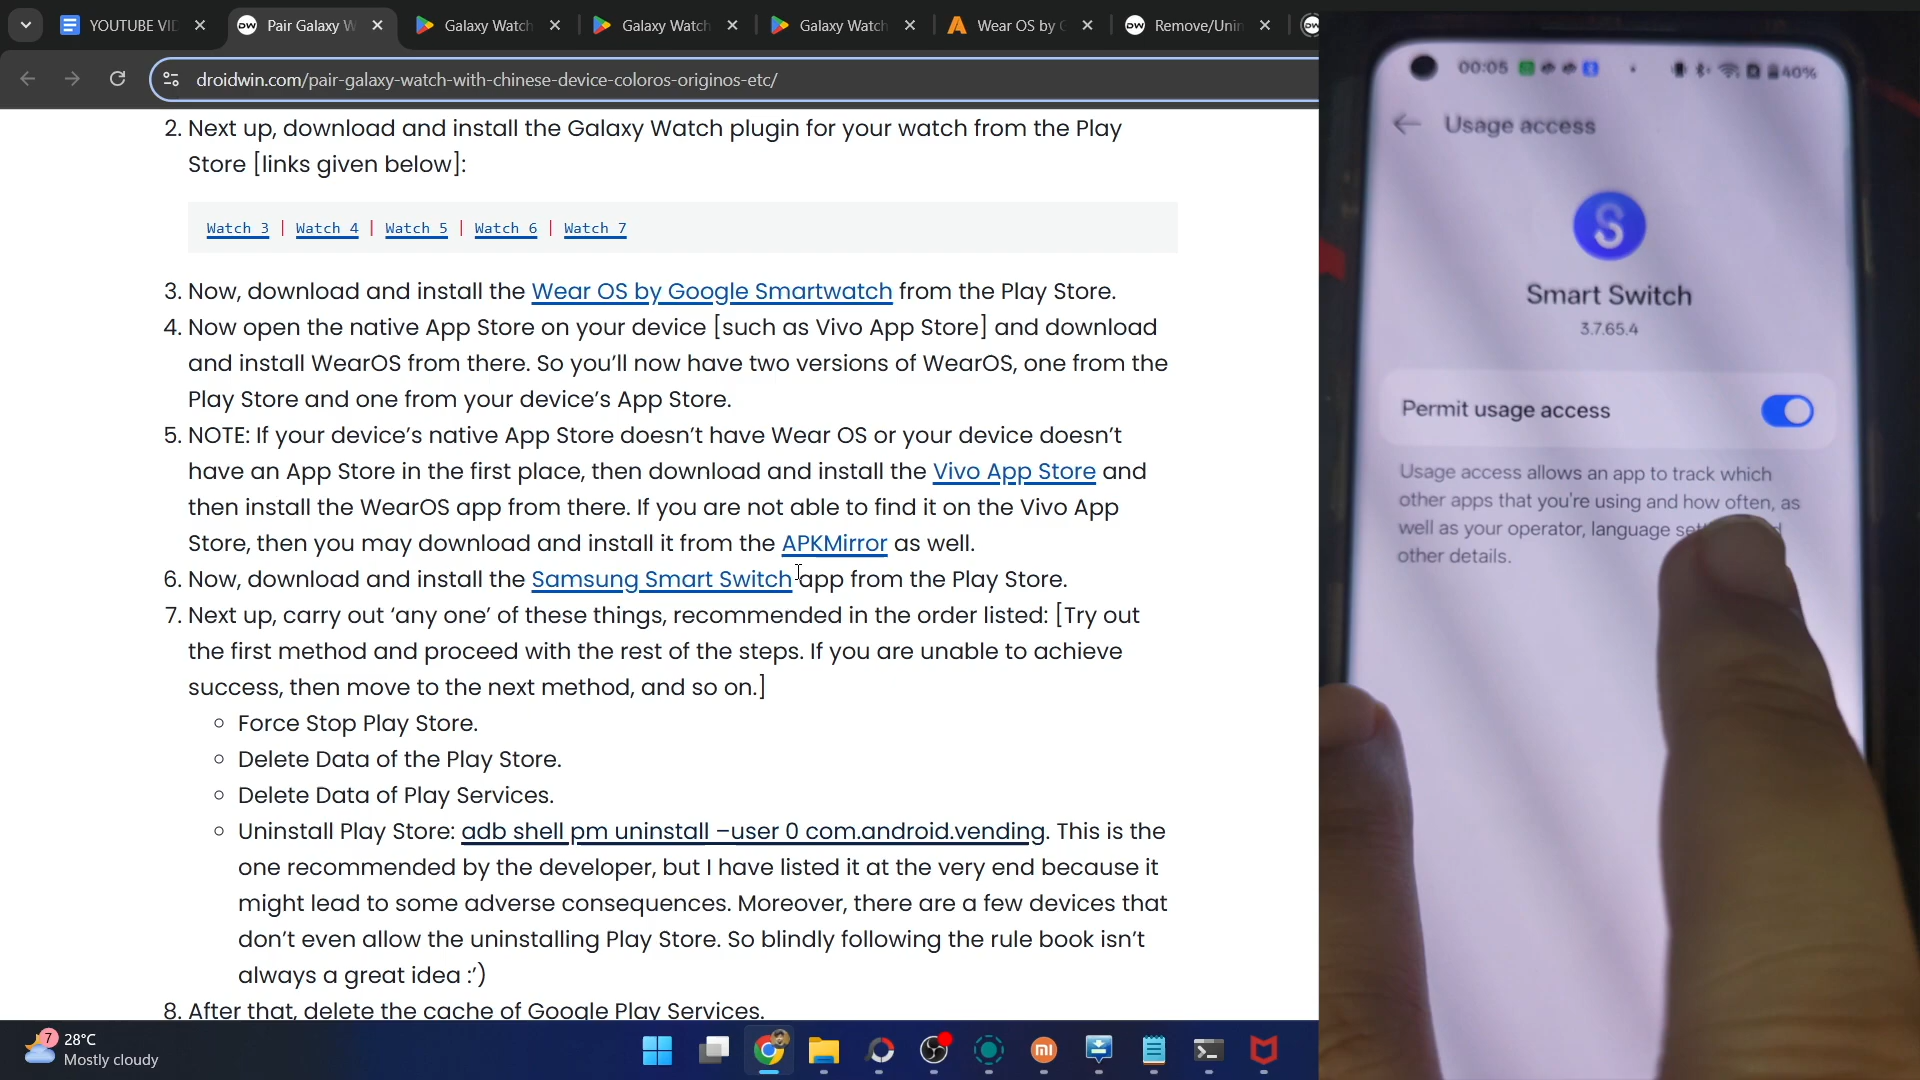 YOUTUBE VID
Pair Galaxy W
Galaxy Watch
Galaxy Watch
Galaxy Watch
Wear OS by G
Remove/Unin
droidwin.com/pair-galaxy-watch-with-chinese-device-coloros-originos-etc/
2. Next up, download and install the Galaxy Watch plugin for your watch from the Play
Store [links given below]:
Watch 3 | Watch 4 | Watch 5 | Watch 6 | Watch 7
3. Now, download and install the Wear OS by Google Smartwatch from the Play Store.
4. Now open the native App Store on your device [such as Vivo App Store] and download
and install WearOS from there. So you’ll now have two versions of WearOS, one from the
Play Store and one from your device’s App Store.
5. NOTE: If your device’s native App Store doesn’t have Wear OS or your device doesn’t
have an App Store in the first place, then download and install the Vivo App Store and
then install the WearOS app from there. If you are not able to find it on the Vivo App
Store, then you may download and install it from the APKMirror as well.
6. Now, download and install the Samsung Smart Switch app from the Play Store.
7. Next up, carry out ‘any one’ of these things, recommended in the order listed: [Try out
the first method and proceed with the rest of the steps. If you are unable to achieve
success, then move to the next method, and so on.]
Force Stop Play Store.
Delete Data of the Play Store.
Delete Data of Play Services.
Uninstall Play Store: adb shell pm uninstall –user 0 com.android.vending. This is the
one recommended by the developer, but I have listed it at the very end because it
might lead to some adverse consequences. Moreover, there are a few devices that
don’t even allow the uninstalling Play Store. So blindly following the rule book isn’t
always a great idea :’)
8. After that, delete the cache of Google Play Services.
7
28°C
Mostly cloudy
00:05
40%
Usage access
S
Smart Switch
3.7.65.4
Permit usage access
Usage access allows an app to track which
other apps that you're using and how often, as
well as your operator, language
other details.